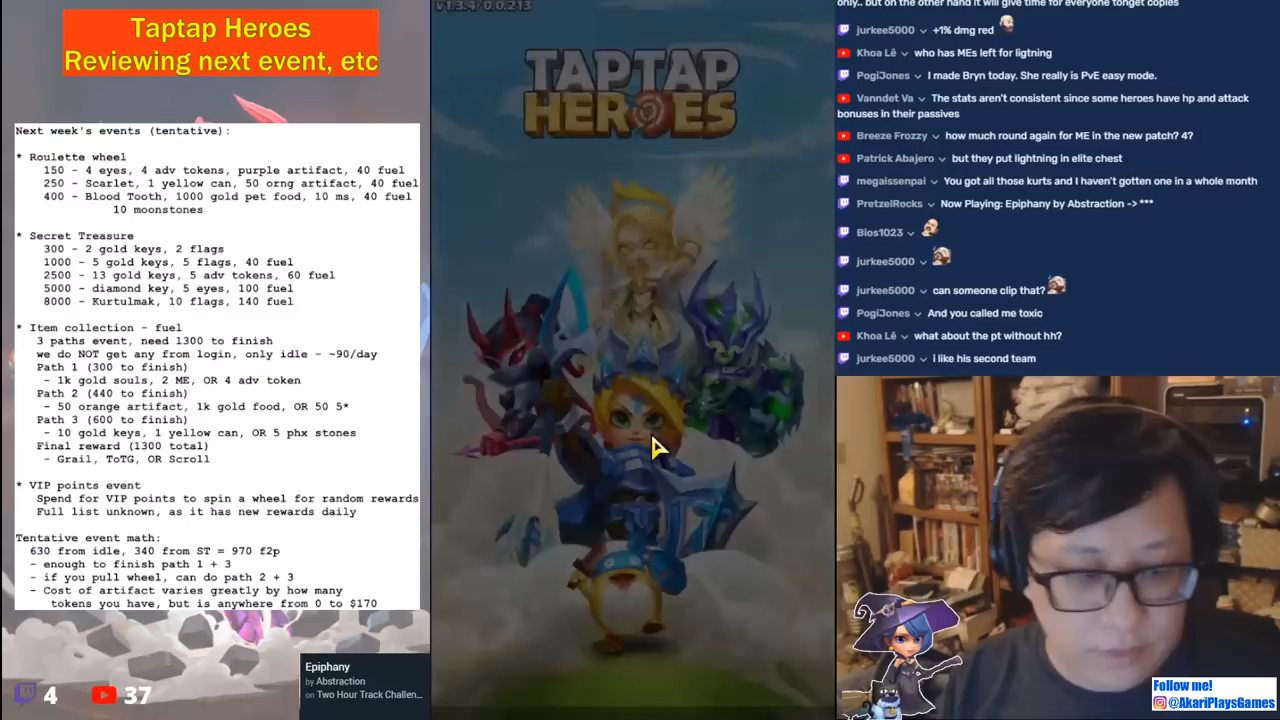 Taptap Heroes
Reviewing next event, etc
Next week's events (tentative):
* Roulette wheel
150 - 4 eyes, 4 adv tokens, purple artifact, 40 fuel
250 - Scarlet, 1 yellow can, 50 orng artifact, 40 fuel
400 - Blood Tooth, 1000 gold pet food, 10 ms, 40 fuel
10 moonstones
* Secret Treasure
300 - 2 gold keys, 2 flags
1000 - 5 gold keys, 5 flags, 40 fuel
2500 - 13 gold keys, 5 adv tokens, 60 fuel
5000 - diamond key, 5 eyes, 100 fuel
8000 - Kurtulmak, 10 flags, 140 fuel
* Item collection - fuel
3 paths event, need 1300 to finish
we do NOT get any from login, only idle - ~90/day
Path 1 (300 to finish)
- 1k gold souls, 2 ME, OR 4 adv token
Path 2 (440 to finish)
- 50 orange artifact, 1k gold food, OR 50 5*
Path 3 (600 to finish)
- 10 gold keys, 1 yellow can, OR 5 phx stones
Final reward (1300 total)
- Grail, ToTG, OR Scroll
* VIP points event
Spend for VIP points to spin a wheel for random rewards
Full list unknown, as it has new rewards daily
Tentative event math:
630 from idle, 340 from ST = 970 f2p
- enough to finish path 1 + 3
- if you pull wheel, can do path 2 + 3
- Cost of artifact varies greatly by how many
tokens you have, but is anywhere from 0 to $170
4
37
Epiphany
by Abstraction
on Two Hour Track Challen...
v1.3.4/0.0.213
TAPTAP
HEROES
only.. but on the other hand it will give time for everyone tonget copies
jurkee5000 +1% dmg red
Khoa Lê who has MEs left for ligtning
PogiJones I made Bryn today. She really is PvE easy mode.
Vanndet Va The stats aren't consistent since some heroes have hp and attack
bonuses in their passives
Breeze Frozzy how much round again for ME in the new patch? 4?
Patrick Abajero but they put lightning in elite chest
megaissenpai You got all those kurts and I haven't gotten one in a whole month
PretzelRocks Now Playing: Epiphany by Abstraction -> ***
Bios1023
jurkee5000
jurkee5000 can someone clip that?
PogiJones And you called me toxic
Khoa Lê what about the pt without hh?
jurkee5000 i like his second team
Follow me!
@AkariPlaysGames